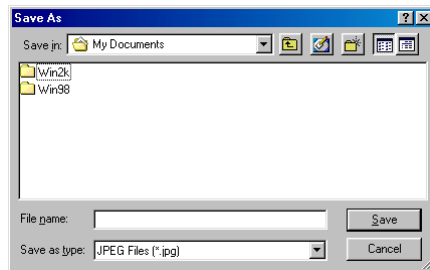 Save As
Save in: My Documents
Win2k
Win98
File name:
Save
Save as type: JPEG Files (*.jpg)
Cancel